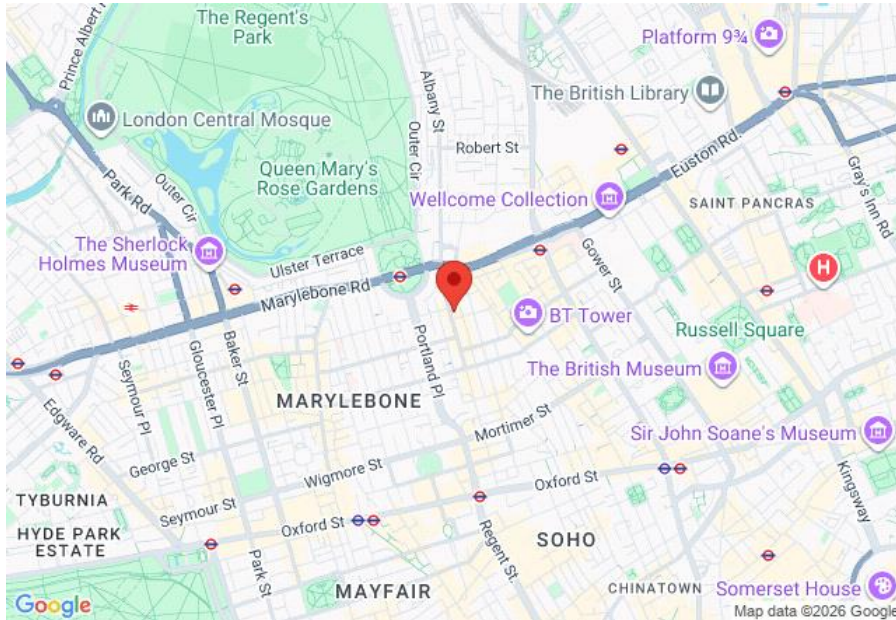 The Regent's
Park
Prince Albert R
Platform 9¾
Albany St
Outer Cir
The British Library
London Central Mosque
Robert St
Euston Rd.
Gray's Inn Rd
Queen Mary's
Rose Gardens
Park Rd
Outer Cir
Wellcome Collection
SAINT PANCRAS
The Sherlock
Holmes Museum
Ulster Terrace
Gower St
H
Marylebone Rd
BT Tower
Russell Square
Portland Pl
Gloucester Pl
Baker St
Seymour Pl
The British Museum
MARYLEBONE
Edgware Rd
Mortimer St
Sir John Soane's Museum
George St
Wigmore St
Oxford St
Kingsway
TYBURNIA
Seymour St
HYDE PARK
ESTATE
Oxford St
Park St
Regent St.
SOHO
MAYFAIR
CHINATOWN
Somerset House
Google
Map data ©2026 Google